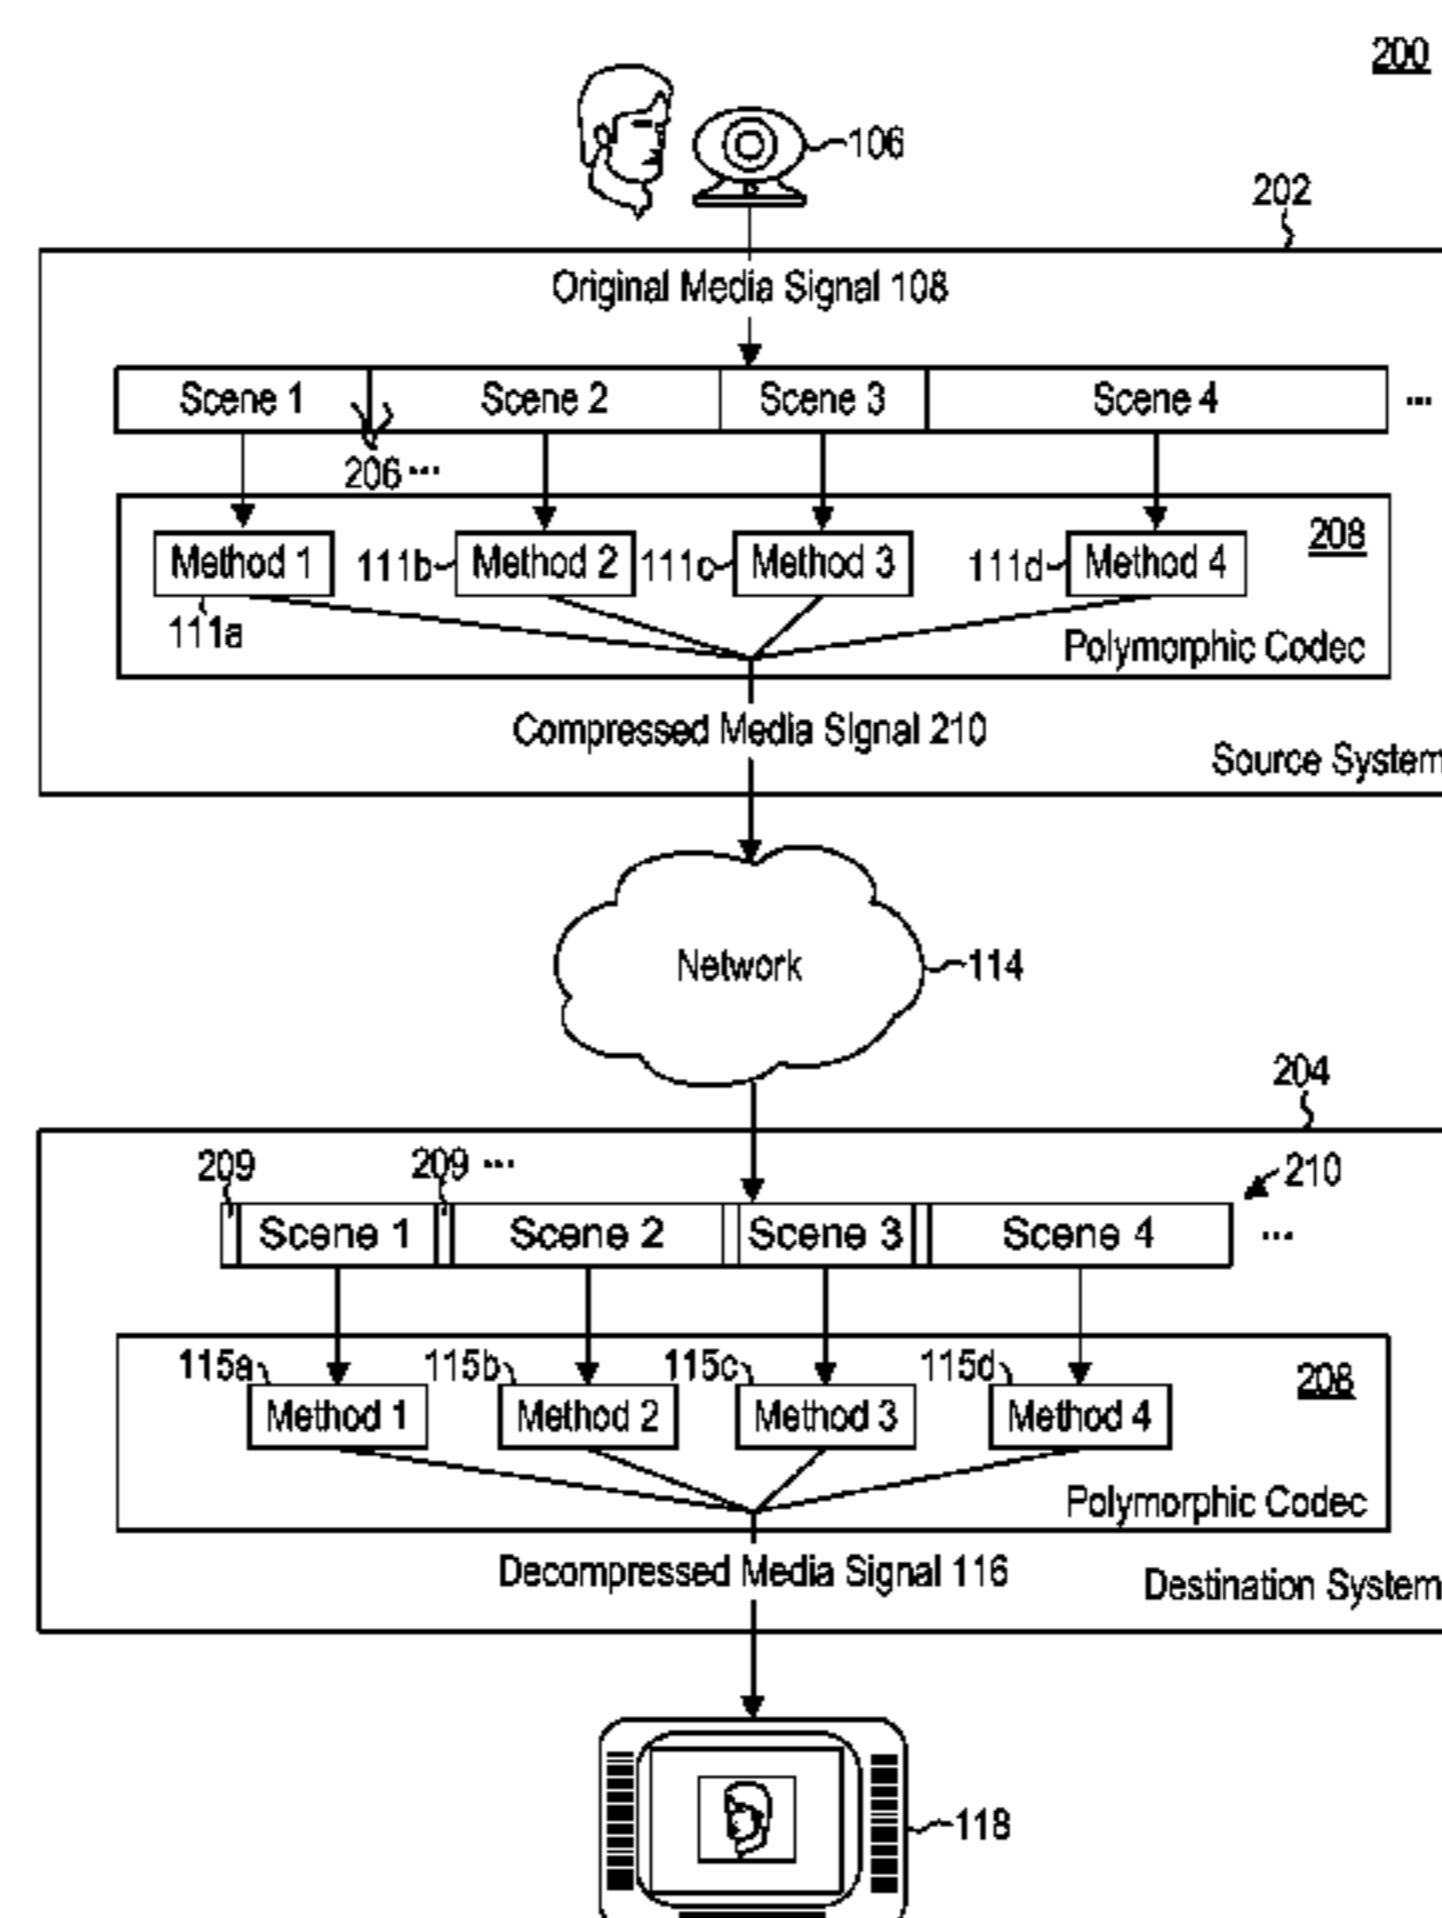 200
106
202
Original Media Signal 108
Scene 1 Scene 2 Scene 3 Scene 4 ...
206 ...
208
Method 1 111b Method 2 111c Method 3 111d Method 4
111a
Polymorphic Codec
Compressed Media Signal 210
Source System
Network 114
204
209 209 ... 210
Scene 1 Scene 2 Scene 3 Scene 4 ...
115a 115b 115c 115d 208
Method 1 Method 2 Method 3 Method 4
Polymorphic Codec
Decompressed Media Signal 116
Destination System
118